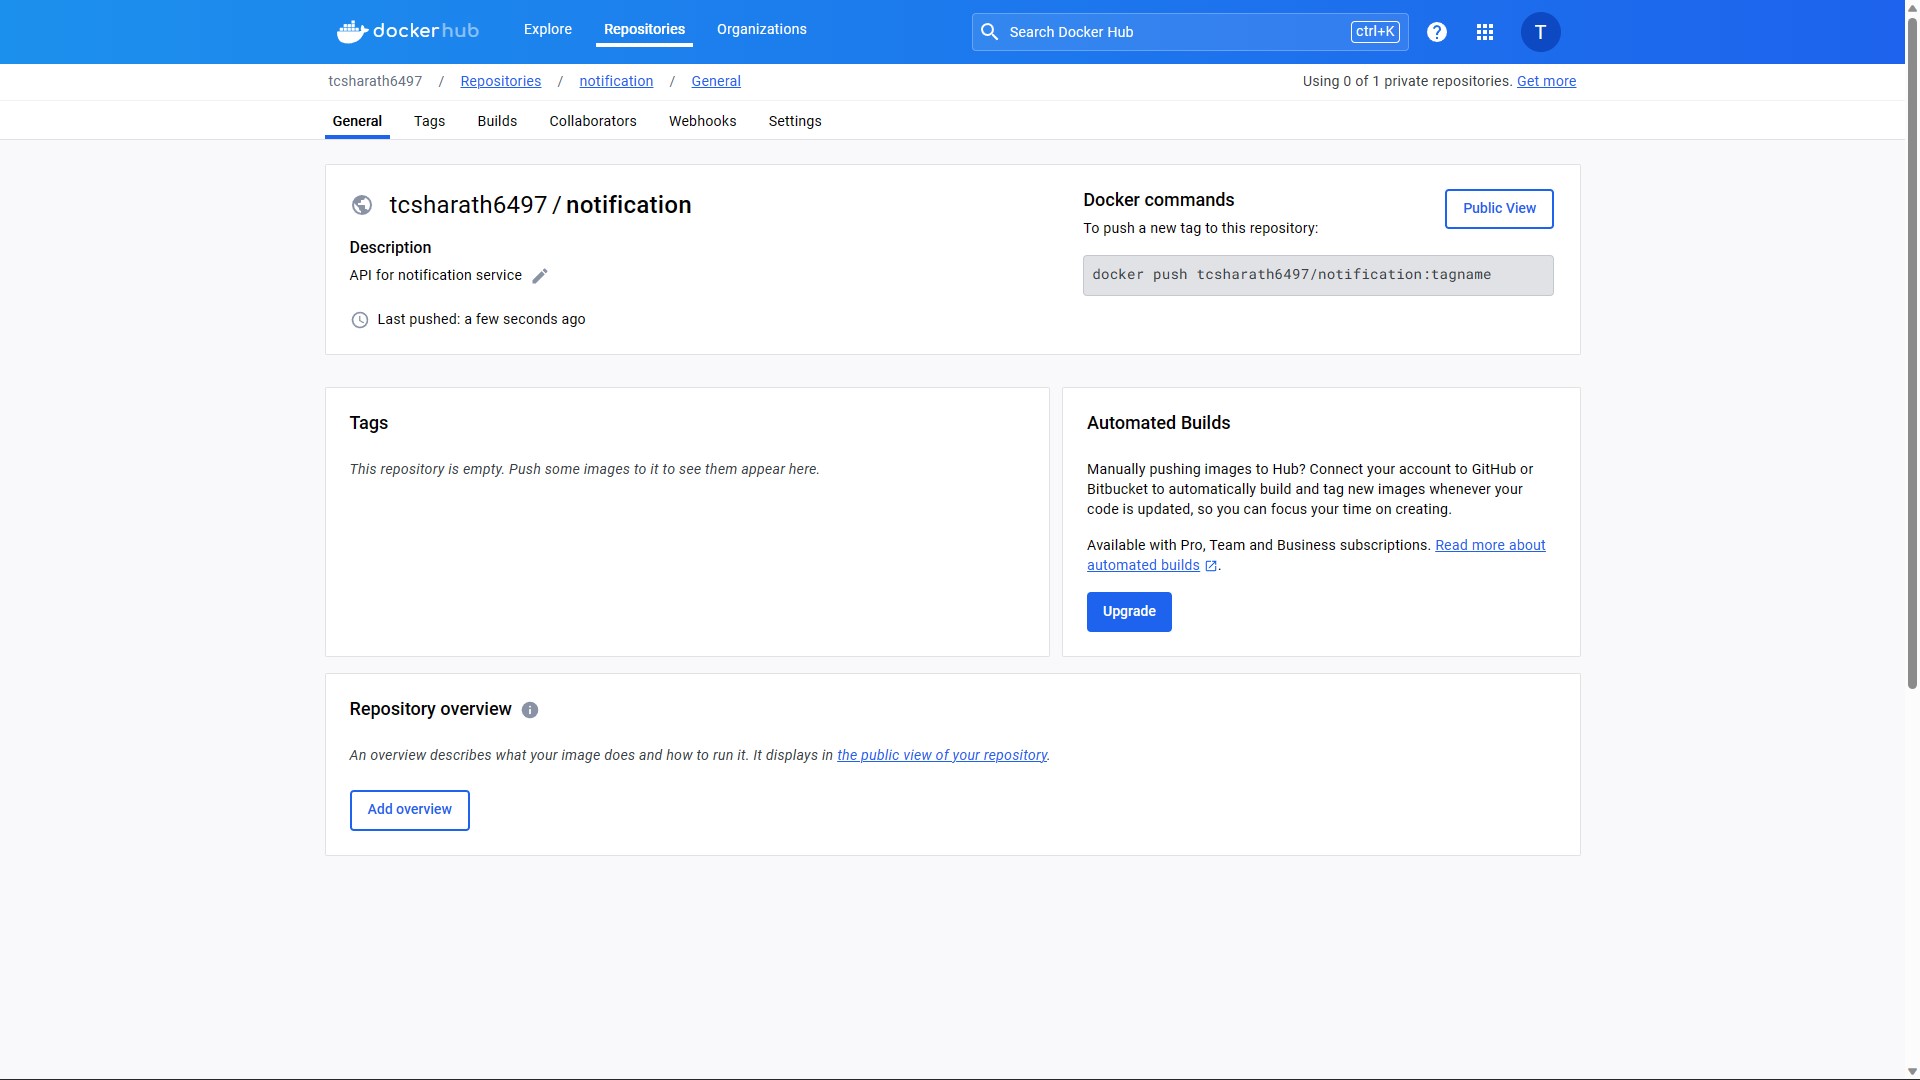 dockerhub Explore Repositories Organizations Search Docker Hub ctrl+K ? T
tcsharath6497 / Repositories / notification / General Using 0 of 1 private repositories. Get more
General Tags Builds Collaborators Webhooks Settings
tcsharath6497 / notification
Description
API for notification service
Last pushed: a few seconds ago
Docker commands
Public View
To push a new tag to this repository:
docker push tcsharath6497/notification:tagname
Tags
This repository is empty. Push some images to it to see them appear here.
Automated Builds
Manually pushing images to Hub? Connect your account to GitHub or
Bitbucket to automatically build and tag new images whenever your
code is updated, so you can focus your time on creating.
Available with Pro, Team and Business subscriptions. Read more about
automated builds.
Upgrade
Repository overview i
An overview describes what your image does and how to run it. It displays in the public view of your repository.
Add overview